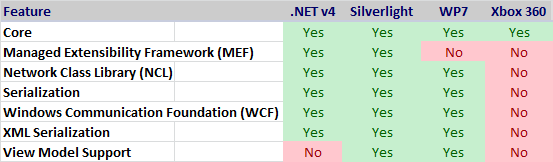 Feature .NET v4 Silverlight WP7 Xbox 360
Core Yes Yes Yes Yes
Managed Extensibility Framework (MEF) Yes Yes No No
Network Class Library (NCL) Yes Yes Yes No
Serialization Yes Yes Yes No
Windows Communication Foundation (WCF) Yes Yes Yes No
XML Serialization Yes Yes Yes No
View Model Support No Yes Yes No